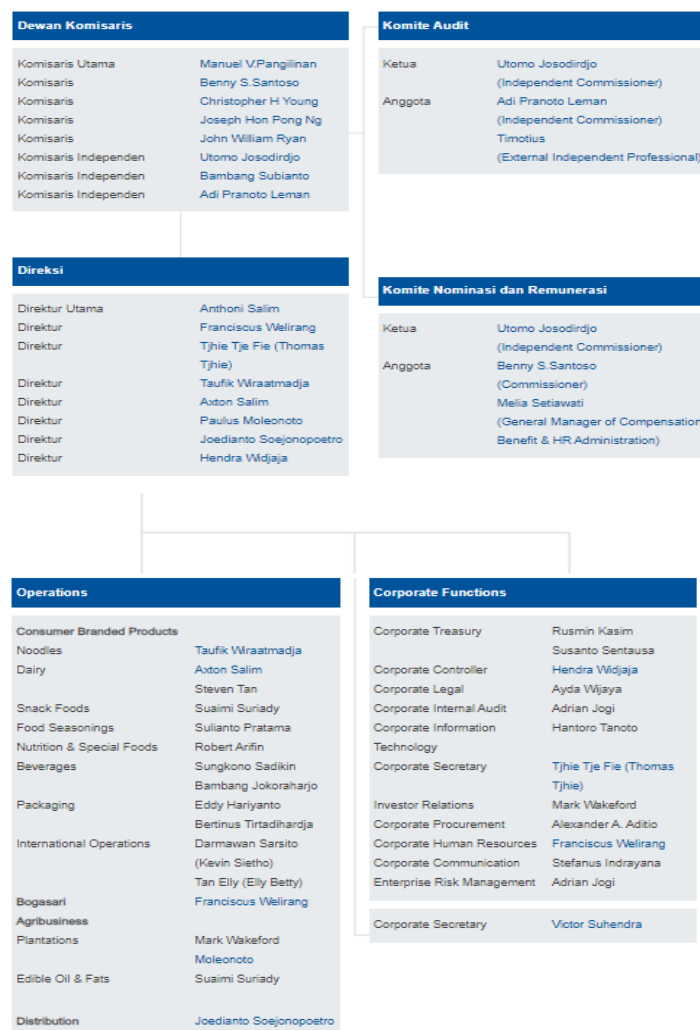 Dewan Komisaris
Komisaris Utama Manuel V.Pangilinan
Komisaris Benny S.Santoso
Komisaris Christopher H Young
Komisaris Joseph Hon Pong Ng
Komisaris John William Ryan
Komisaris Independen Utomo Josodirdjo
Komisaris Independen Bambang Subianto
Komisaris Independen Adi Pranoto Leman
Komite Audit
Ketua Utomo Josodirdjo
(Independent Commissioner)
Anggota Adi Pranoto Leman
(Independent Commissioner)
Timotius
(External Independent Professional)
Direksi
Direktur Utama Anthoni Salim
Direktur Franciscus Welirang
Direktur Tjhie Tje Fie (Thomas
Tjhie)
Direktur Taufik Wiraatmadja
Direktur Axton Salim
Direktur Paulus Moleonoto
Direktur Joedianto Soejonopoetro
Direktur Hendra Widjaja
Komite Nominasi dan Remunerasi
Ketua Utomo Josodirdjo
(Independent Commissioner)
Anggota Benny S.Santoso
(Commissioner)
Melia Setiawati
(General Manager of Compensation
Benefit & HR Administration)
Operations
Consumer Branded Products
Noodles Taufik Wiraatmadja
Dairy Axton Salim
Steven Tan
Snack Foods Suaimi Suriady
Food Seasonings Sulianto Pratama
Nutrition & Special Foods Robert Arifin
Beverages Sungkono Sadikin
Bambang Jokoraharjo
Packaging Eddy Hariyanto
Bertinus Tirtadihardja
International Operations Darmawan Sarsito
(Kevin Sietho)
Tan Elly (Elly Betty)
Bogasari Franciscus Welirang
Agribusiness
Plantations Mark Wakeford
Moleonoto
Edible Oil & Fats Suaimi Suriady
Distribution Joedianto Soejonopoetro
Corporate Functions
Corporate Treasury Rusmin Kasim
Susanto Sentausa
Corporate Controller Hendra Widjaja
Corporate Legal Ayda Wijaya
Corporate Internal Audit Adrian Jogi
Corporate Information Hantoro Tanoto
Technology
Corporate Secretary Tjhie Tje Fie (Thomas
Tjhie)
Investor Relations Mark Wakeford
Corporate Procurement Alexander A. Aditio
Corporate Human Resources Franciscus Welirang
Corporate Communication Stefanus Indrayana
Enterprise Risk Management Adrian Jogi
Corporate Secretary Victor Suhendra